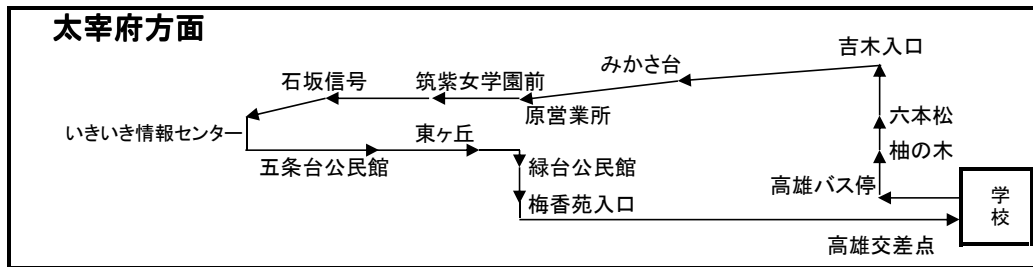 太宰府方面
吉木入口
みかさ台
石坂信号
筑紫女学園前
原営業所
六本松
いきいき情報センター
東ヶ丘
柚の木
五条台公民館
緑台公民館
高雄バス停
学校
梅香苑入口
高雄交差点